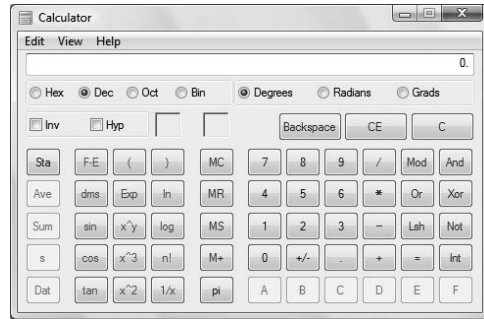 Calculator
Edit View Help
0.
Hex Dec Oct Bin Degrees Radians Grads
Inv Hyp Backspace CE C
Sta F-E ( ) MC 7 8 9 / Mod And
Ave dms Exp ln MR 4 5 6 * Or Xor
Sum sin x^y log MS 1 2 3 - Lsh Not
s cos x^3 n! M+ 0 +/- . + = Int
Dat tan x^2 1/x pi A B C D E F